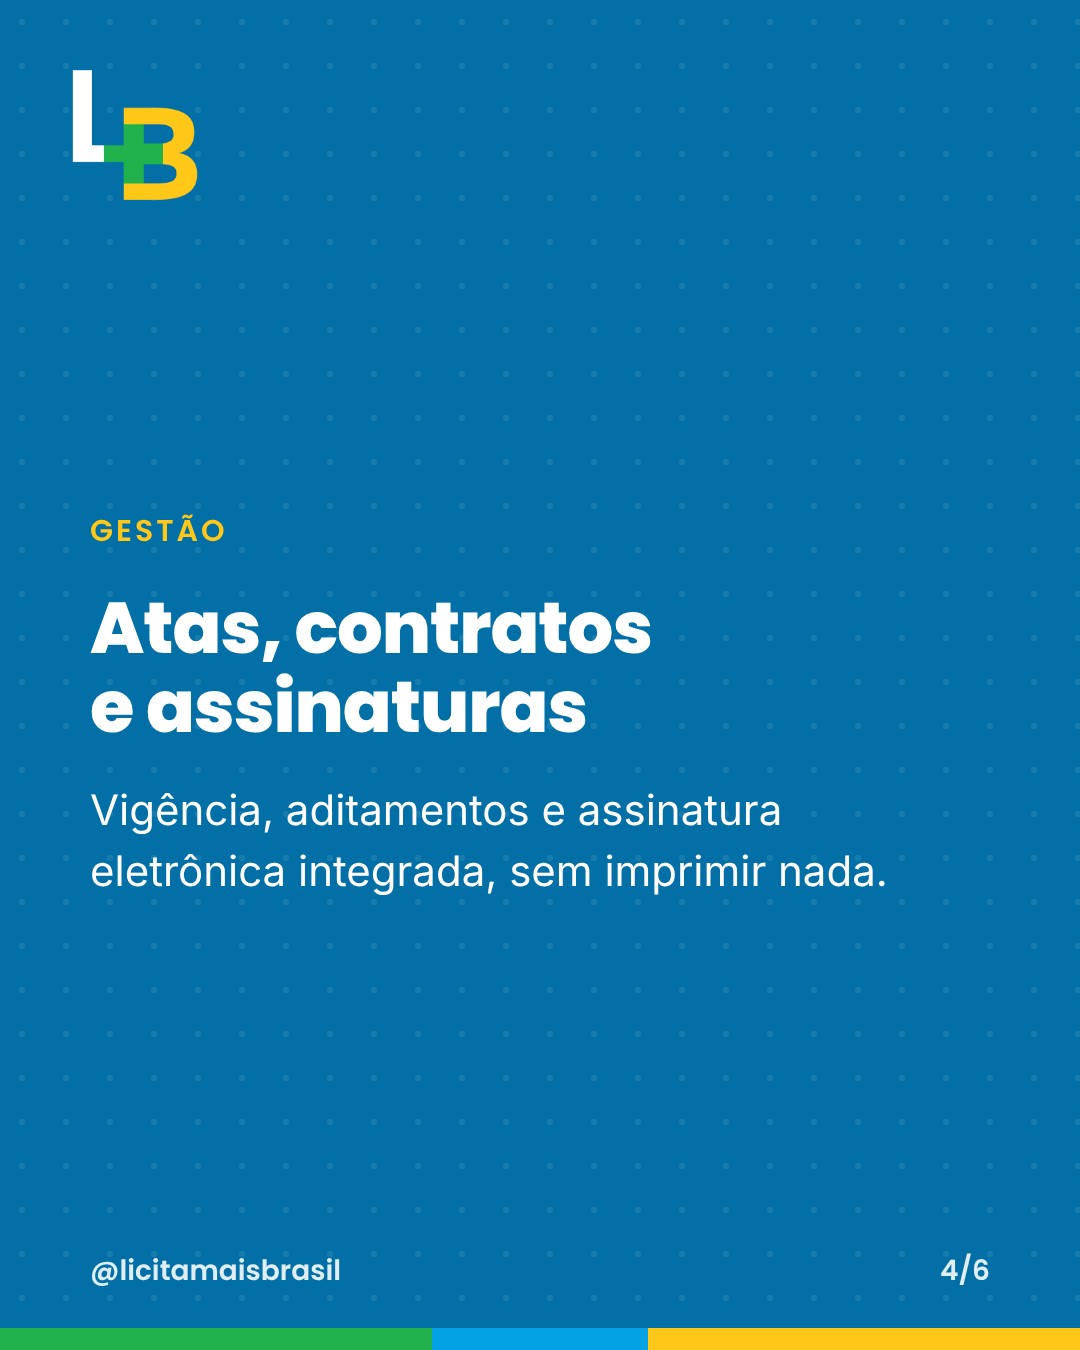 L+B
GESTÃO
Atas, contratos
e assinaturas
Vigência, aditamentos e assinatura
eletrônica integrada, sem imprimir nada.
@licitamaisbrasil
4/6